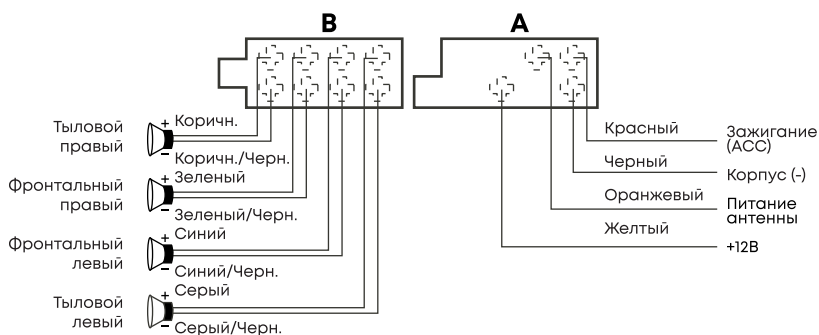 B
A
Тыловой
правый
+ Коричн.
− Коричн./Черн.
Фронтальный
правый
+ Зеленый
− Зеленый/Черн.
Фронтальный
левый
+ Синий
− Синий/Черн.
Тыловой
левый
+ Серый
− Серый/Черн.
Красный
Зажигание
(ACC)
Черный
Корпус (-)
Оранжевый
Питание
антенны
Желтый
+12В